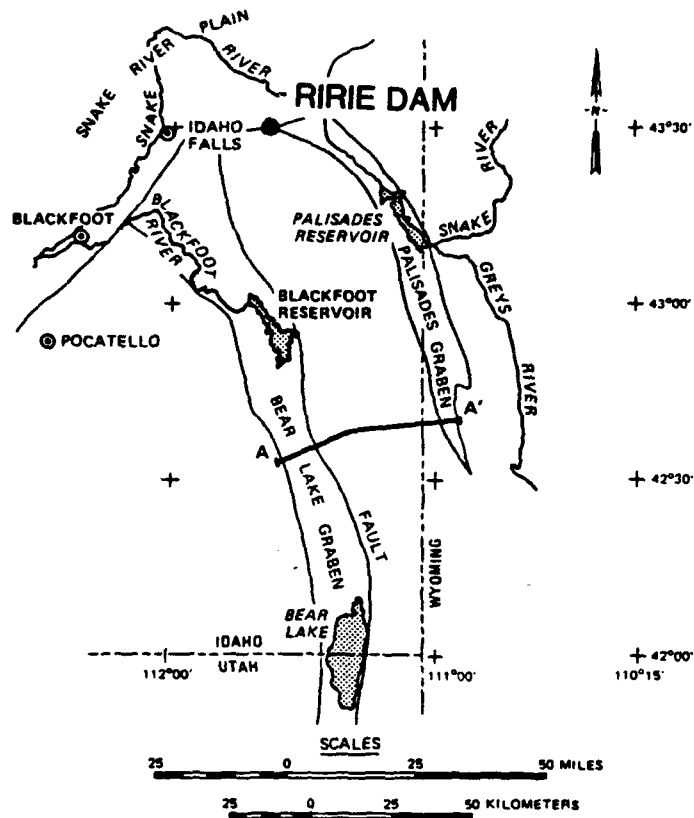 SNAKE
RIVER
PLAIN
RIVER
SNAKE
RIRIE DAM
IDAHO
FALLS
-N-
43°30'
RIVER
BLACKFOOT
BLACKFOOT
RIVER
PALISADES
RESERVOIR
SNAKE
GREYS
RIVER
BLACKFOOT
RESERVOIR
PALISADES
GRABEN
43°00'
POCATELLO
A
A'
BEAR
LAKE
GRABEN
FAULT
42°30'
WYOMING
BEAR
LAKE
IDAHO
UTAH
42°00'
112°00'
111°00'
110°15'
SCALES
25 0 25 50 MILES
25 0 25 50 KILOMETERS